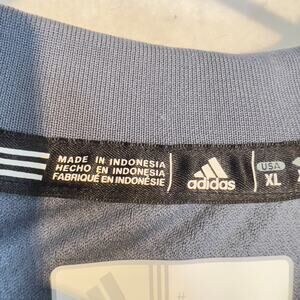 MADE IN INDONESIA
HECHO EN INDONESIA
FABRIQUÉ EN INDONÉSIE
adidas
USA
XL